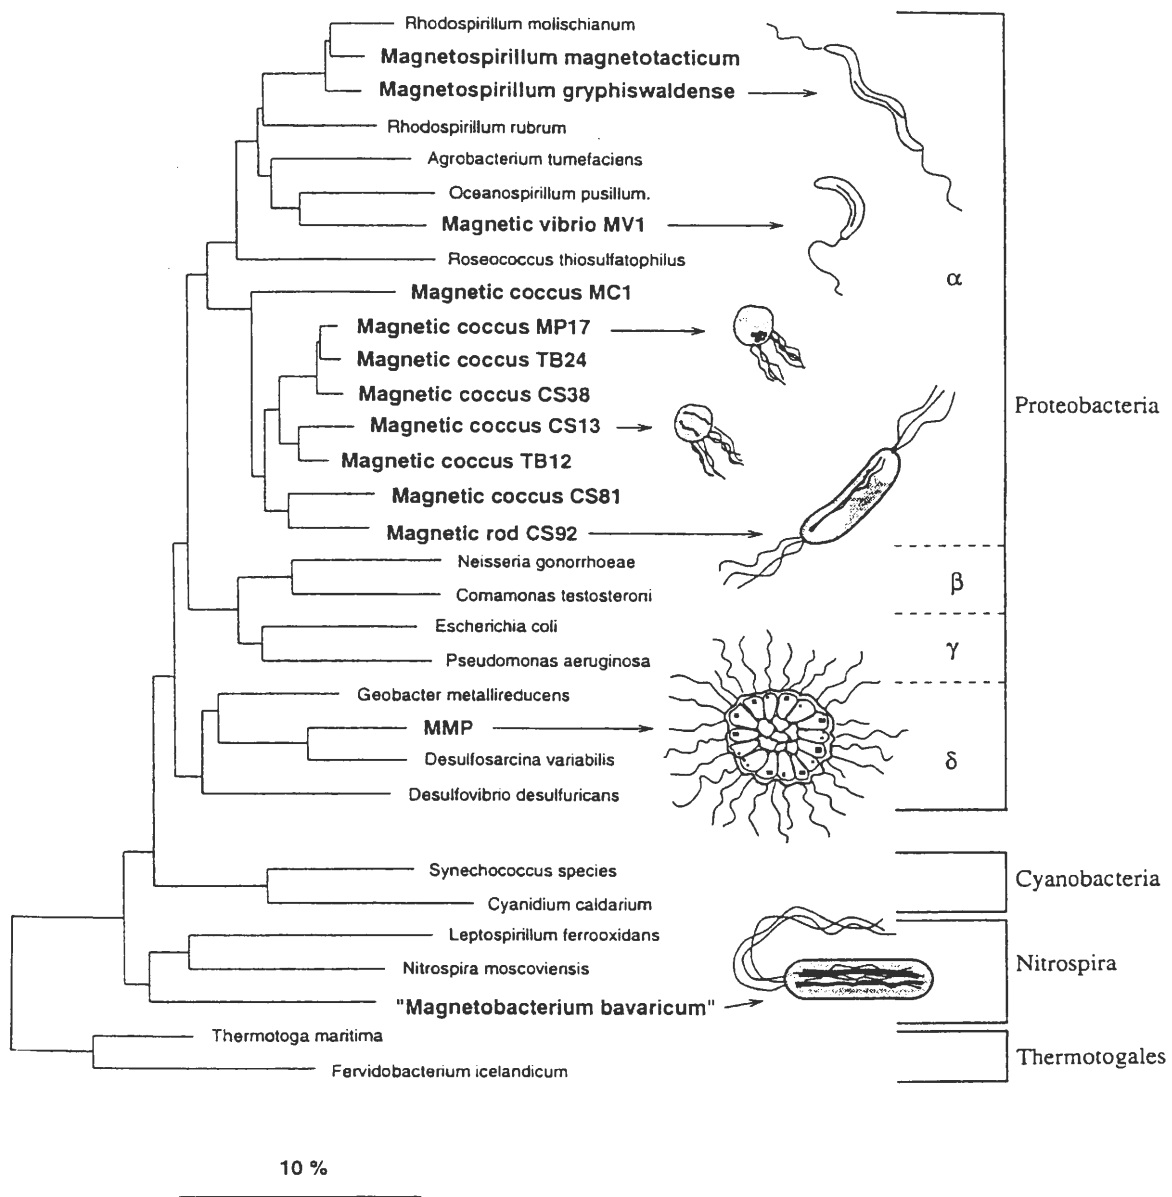 Rhodospirillum molischianum
Magnetospirillum magnetotacticum
Magnetospirillum gryphiswaldense
Rhodospirillum rubrum
Agrobacterium tumefaciens
Oceanospirillum pusillum.
Magnetic vibrio MV1
Roseococcus thiosulfatophilus
α
Magnetic coccus MC1
Magnetic coccus MP17
Magnetic coccus TB24
Magnetic coccus CS38
Proteobacteria
Magnetic coccus CS13
Magnetic coccus TB12
Magnetic coccus CS81
Magnetic rod CS92
Neisseria gonorrhoeae
β
Comamonas testosteroni
Escherichia coli
γ
Pseudomonas aeruginosa
Geobacter metallireducens
MMP
Desulfosarcina variabilis
δ
Desulfovibrio desulfuricans
Synechococcus species
Cyanobacteria
Cyanidium caldarium
Leptospirillum ferrooxidans
Nitrospira
Nitrospira moscoviensis
"Magnetobacterium bavaricum"
Thermotoga maritima
Thermotogales
Fervidobacterium icelandicum
10 %